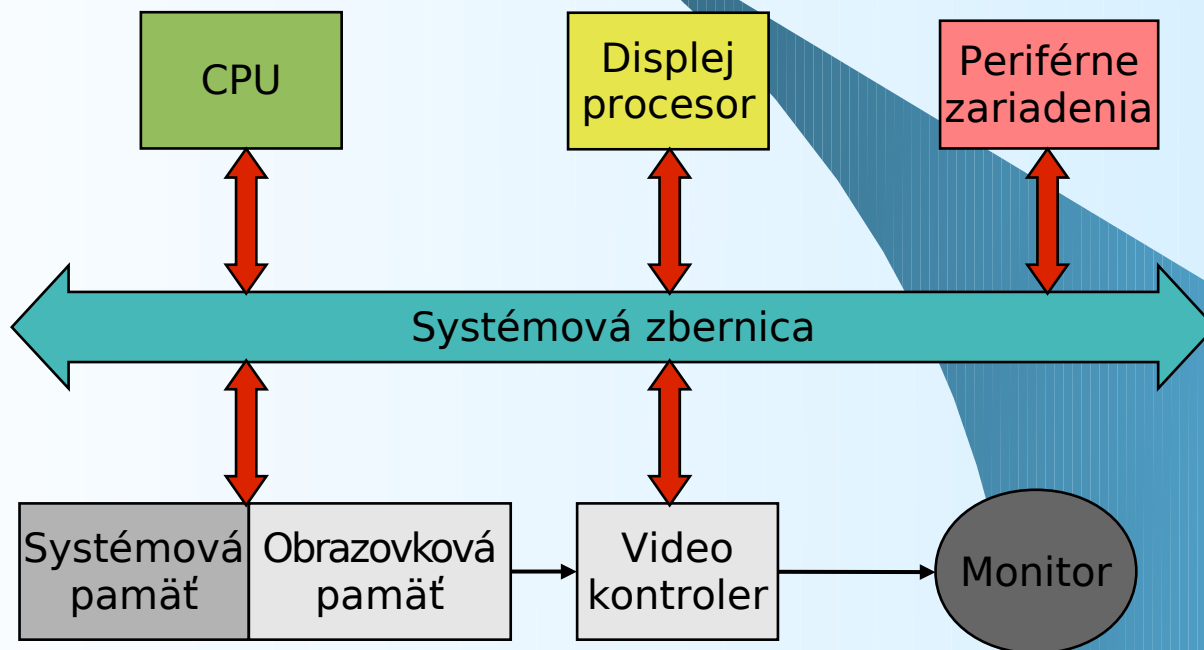 CPU
Displej
procesor
Periférne
zariadenia
Systémová zbernica
Systémová
pamäť
Obrazovková
pamäť
Video
kontroler
Monitor